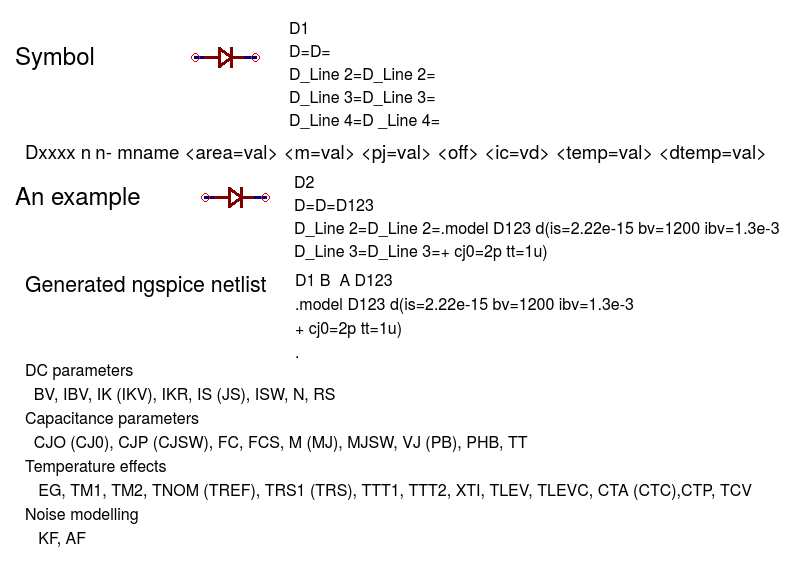 Symbol
D1
D=D=
D_Line 2=D_Line 2=
D_Line 3=D_Line 3=
D_Line 4=D _Line 4=
Dxxxx n n- mname <area=val> <m=val> <pj=val> <off> <ic=vd> <temp=val> <dtemp=val>
An example
D2
D=D=D123
D_Line 2=D_Line 2=.model D123 d(is=2.22e-15 bv=1200 ibv=1.3e-3
D_Line 3=D_Line 3=+ cj0=2p tt=1u)
Generated ngspice netlist
D1 B  A D123
.model D123 d(is=2.22e-15 bv=1200 ibv=1.3e-3
+ cj0=2p tt=1u)
.
DC parameters
BV, IBV, IK (IKV), IKR, IS (JS), ISW, N, RS
Capacitance parameters
CJO (CJ0), CJP (CJSW), FC, FCS, M (MJ), MJSW, VJ (PB), PHB, TT
Temperature effects
EG, TM1, TM2, TNOM (TREF), TRS1 (TRS), TTT1, TTT2, XTI, TLEV, TLEVC, CTA (CTC),CTP, TCV
Noise modelling
KF, AF